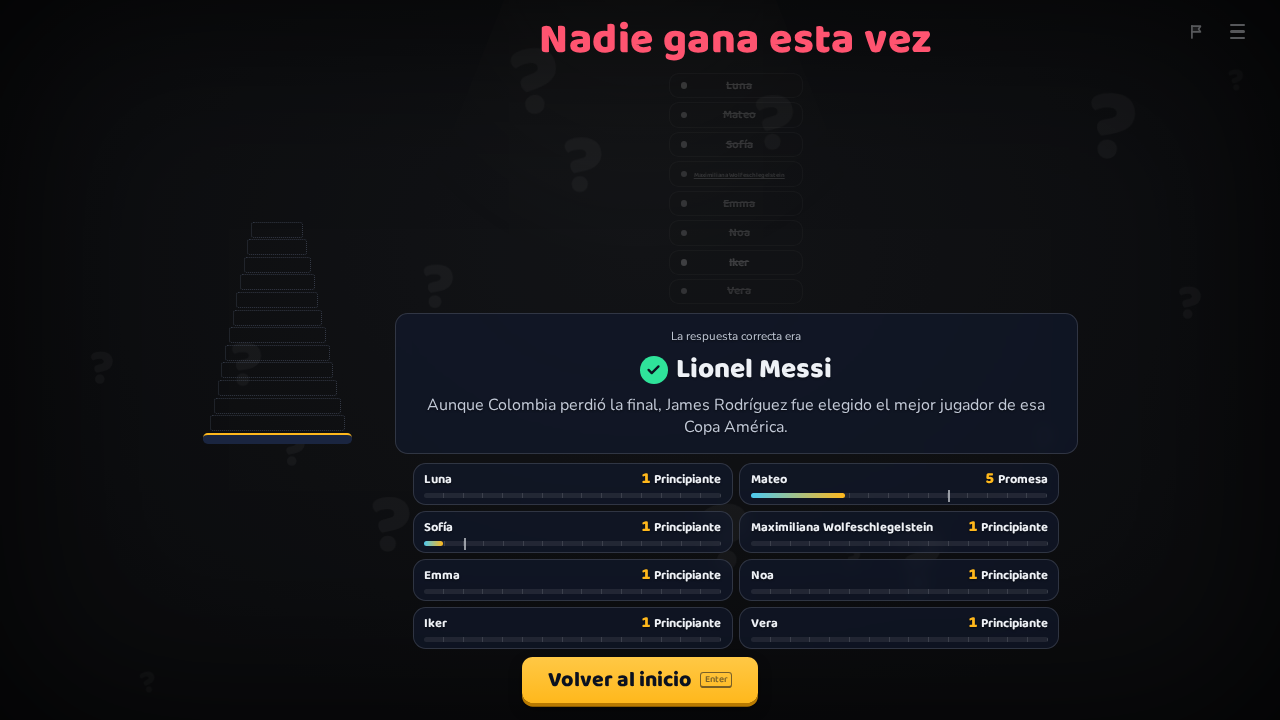 Nadie gana esta vez
Luna
Mateo
Sofía
Maximiliana Wolfeschlegelstein
Emma
Noa
Iker
Vera
La respuesta correcta era
Lionel Messi
Aunque Colombia perdió la final, James Rodríguez fue elegido el mejor jugador de esa
Copa América.
Luna 1 Principiante
Mateo 5 Promesa
Sofía 1 Principiante
Maximiliana Wolfeschlegelstein 1 Principiante
Emma 1 Principiante
Noa 1 Principiante
Iker 1 Principiante
Vera 1 Principiante
Volver al inicio Enter